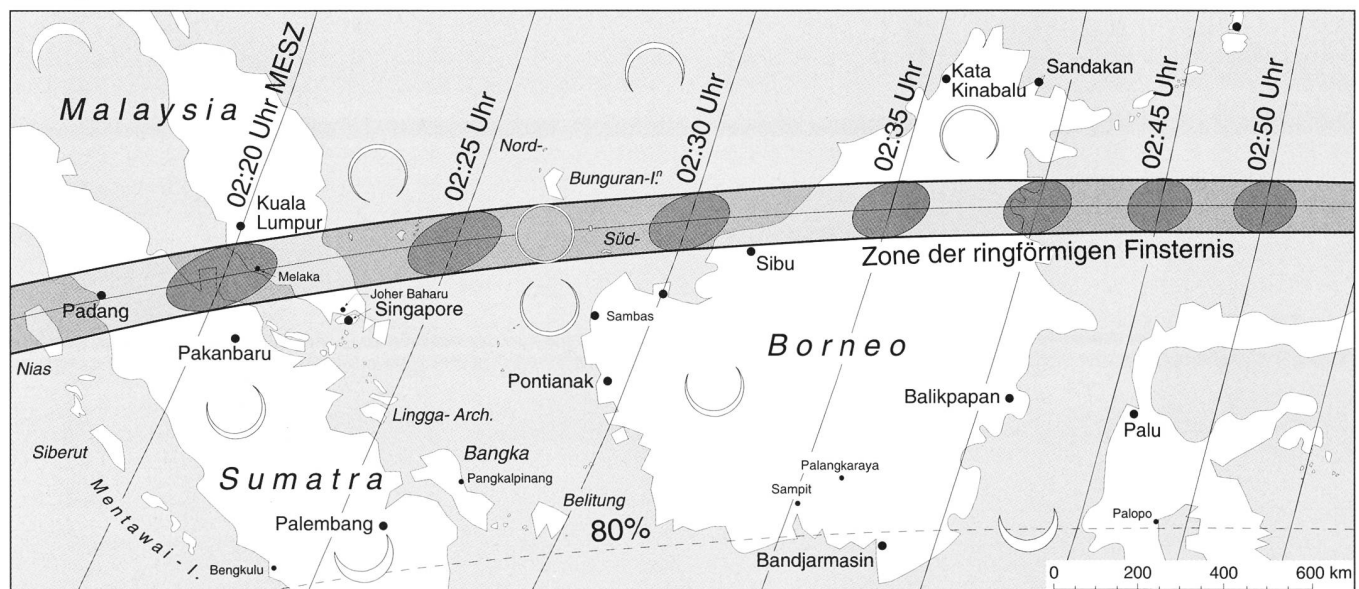 Malaysia
02:20 Uhr MESZ
02:25 Uhr
02:30 Uhr
02:35 Uhr
02:45 Uhr
02:50 Uhr
Kata
Kinabalu
Sandakan
Nord-
Bunguran-I.n
Süd-
Kuala
Lumpur
Melaka
Joher Baharu
Singapore
Padang
Pakanbaru
Nias
Siberut
Mentawai-I.
Sumatra
Lingga-Arch.
Bangka
Pangkalpinang
Palembang
Bengkulu
Belitung
80%
Sibu
Zone der ringförmigen Finsternis
Sambas
Borneo
Pontianak
Balikpapan
Palu
Palangkaraya
Sampit
Palopo
Bandjarmasin
0 200 400 600 km